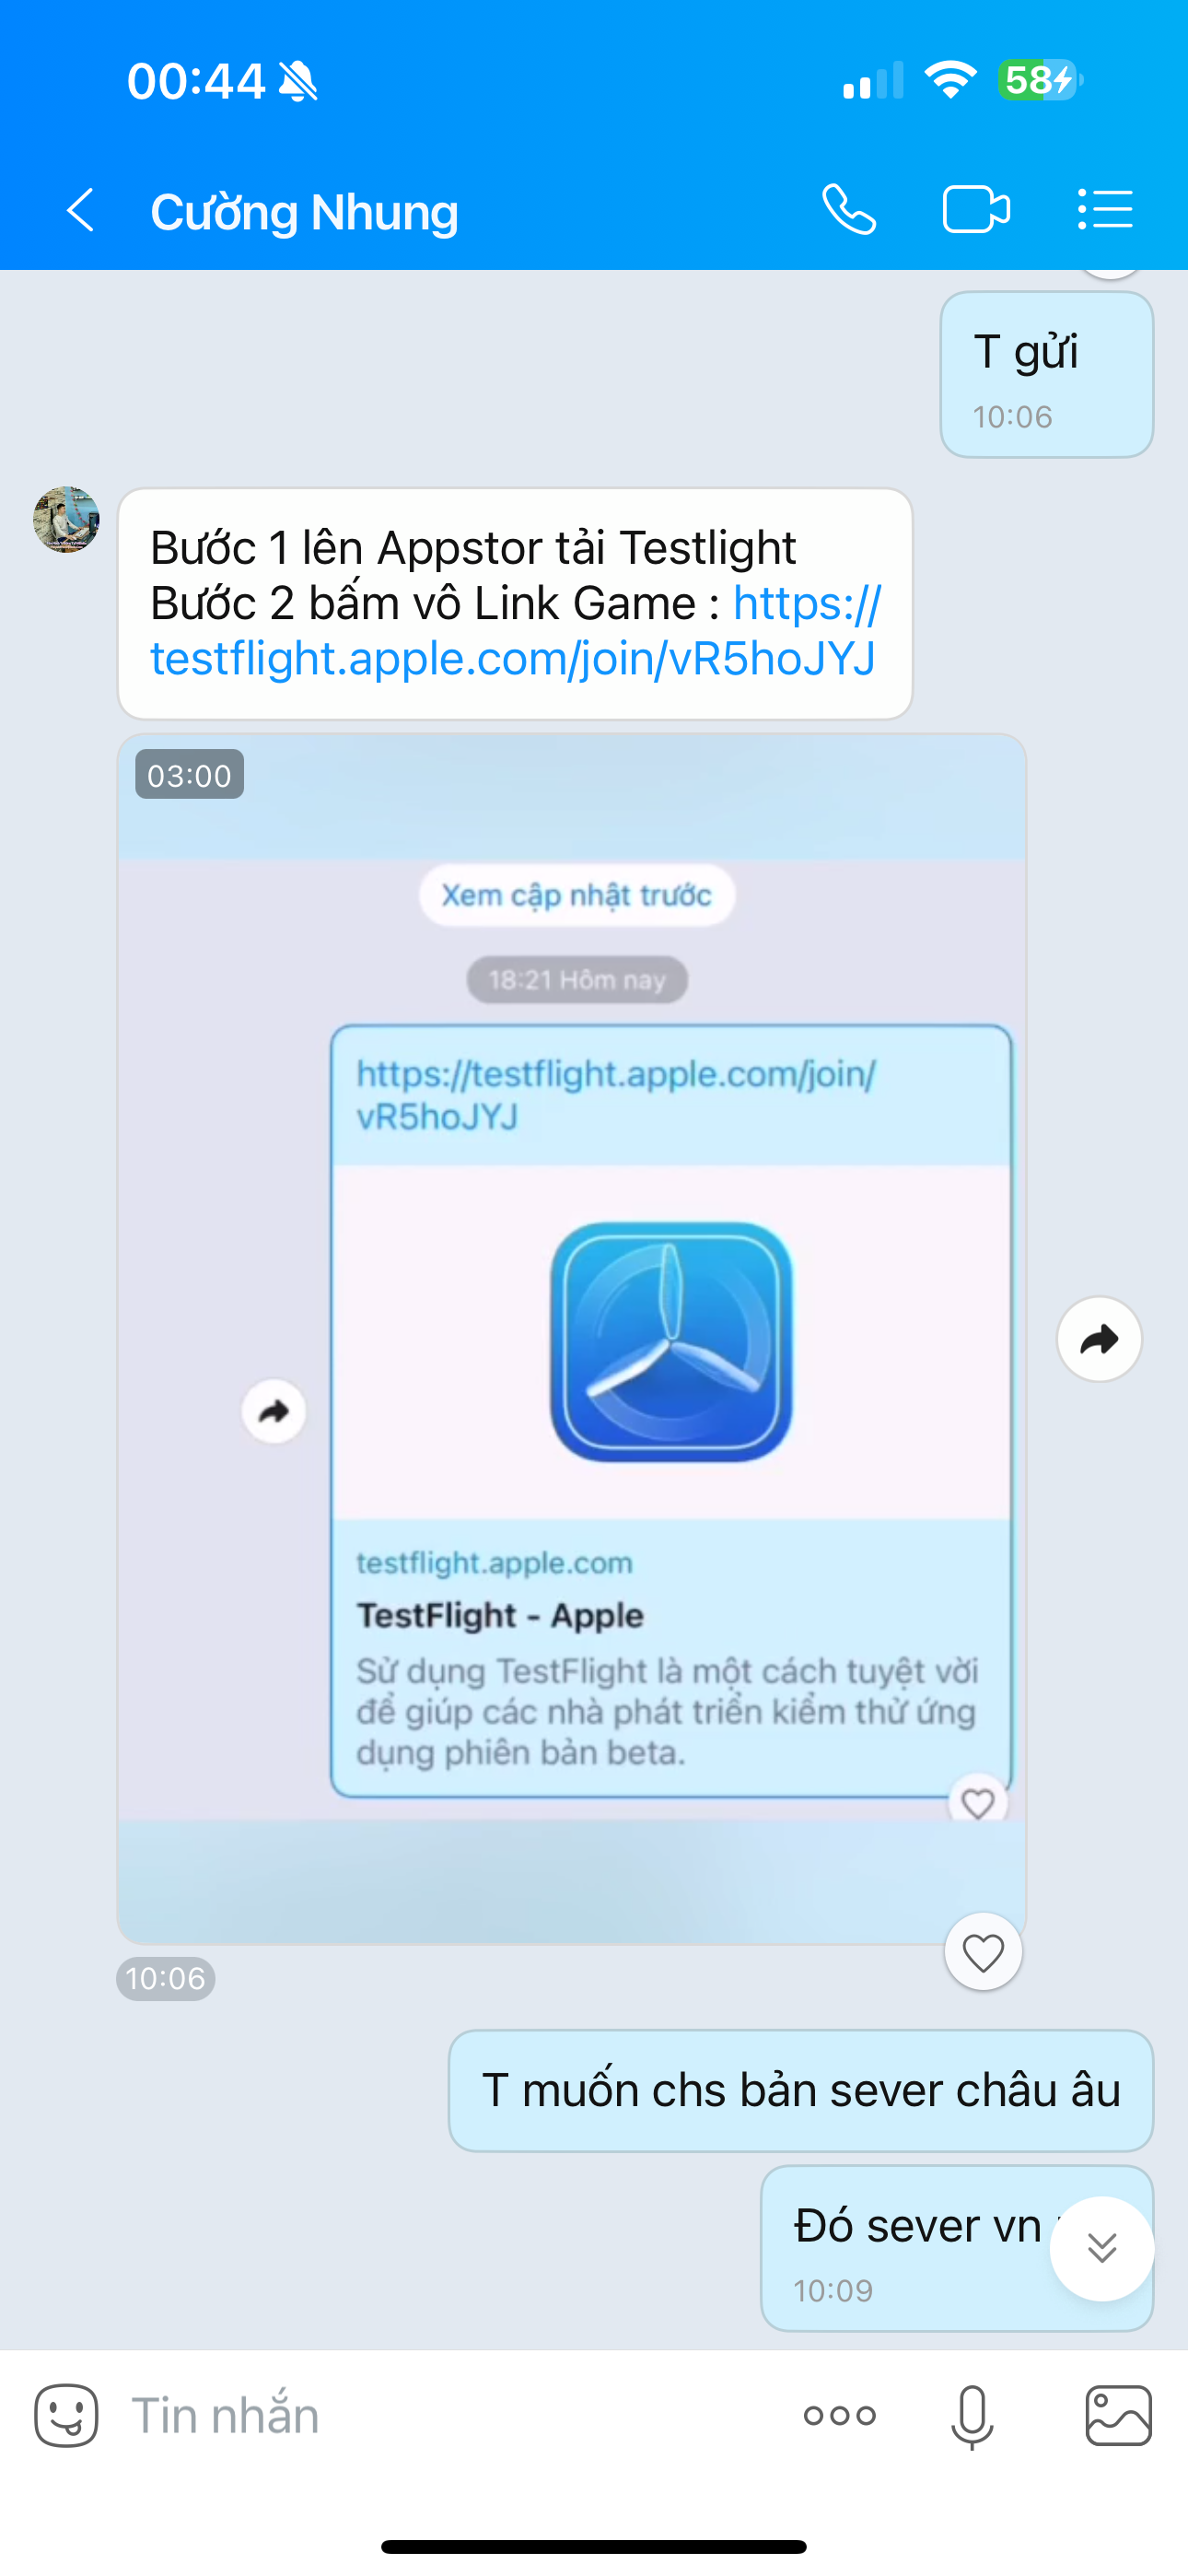 00:44
58
Cường Nhung
T gửi
10:06
Bước 1 lên Appstor tải Testlight
Bước 2 bấm vô Link Game : https://
testflight.apple.com/join/vR5hoJYJ
03:00
Xem cập nhật trước
18:21 Hôm nay
https://testflight.apple.com/join/
vR5hoJYJ
testflight.apple.com
TestFlight - Apple
Sử dụng TestFlight là một cách tuyệt vời
để giúp các nhà phát triển kiểm thử ứng
dụng phiên bản beta.
10:06
T muốn chs bản sever châu âu
Đó sever vn
10:09
Tin nhắn